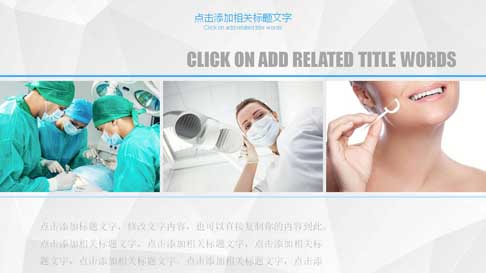 点击添加相关标题文字
Click on add related title words
CLICK ON ADD RELATED TITLE WORDS
点击添加标题文字，修改文字内容，也可以直接复制你的内容到此。
点击添加相关标题文字，点击添加相关标题文字，点击添加相关标
题文字，点击添加相关标题文字，点击添加相关标题文字，点击添